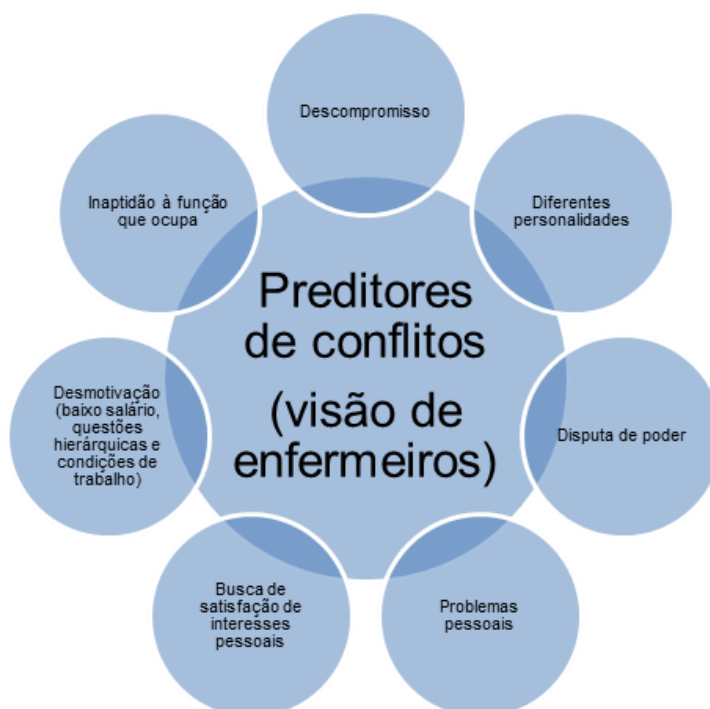 Descompromisso
Diferentes
personalidades
Disputa de poder
Problemas
pessoais
Busca de
satisfação de
interesses
pessoais
Desmotivação
(baixo salário,
questões
hierárquicas e
condições de
trabalho)
Inaptidão à função
que ocupa
Preditores
de conflitos
(visão de
enfermeiros)